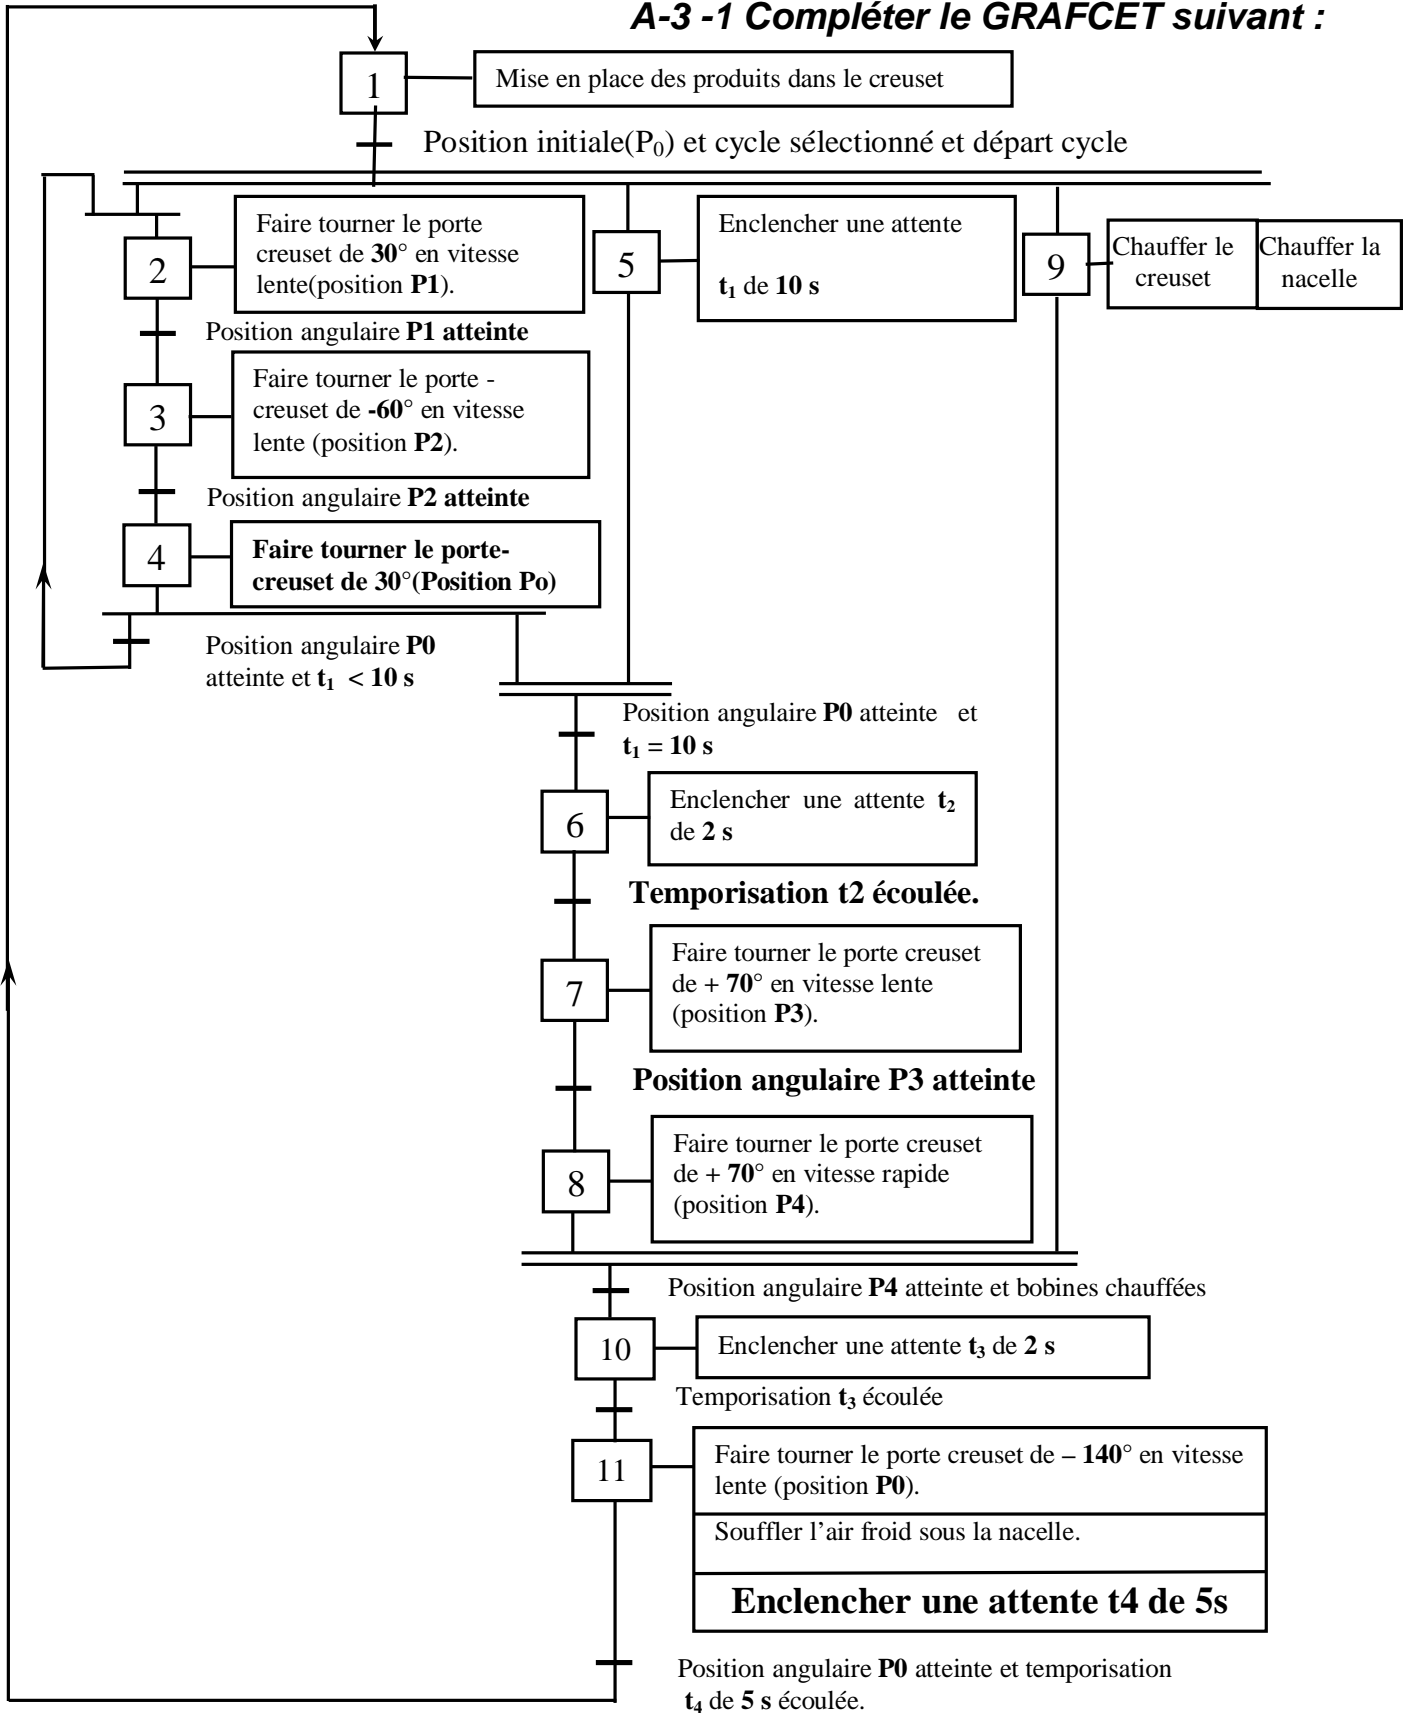 A-3 -1 Compléter le GRAFCET suivant :
1
Mise en place des produits dans le creuset
Position initiale(P0) et cycle sélectionné et départ cycle
2
Faire tourner le porte
creuset de 30° en vitesse
lente(position P1).
5
Enclencher une attente
t1 de 10 s
9
Chauffer le
creuset
Chauffer la
nacelle
Position angulaire P1 atteinte
3
Faire tourner le porte -
creuset de -60° en vitesse
lente (position P2).
Position angulaire P2 atteinte
4
Faire tourner le porte-
creuset de 30°(Position Po)
Position angulaire P0
atteinte et t1 < 10 s
Position angulaire P0 atteinte et
t1 = 10 s
6
Enclencher une attente t2
de 2 s
Temporisation t2 écoulée.
7
Faire tourner le porte creuset
de + 70° en vitesse lente
(position P3).
Position angulaire P3 atteinte
8
Faire tourner le porte creuset
de + 70° en vitesse rapide
(position P4).
Position angulaire P4 atteinte et bobines chauffées
10
Enclencher une attente t3 de 2 s
Temporisation t3 écoulée
11
Faire tourner le porte creuset de – 140° en vitesse
lente (position P0).
Souffler l'air froid sous la nacelle.
Enclencher une attente t4 de 5s
Position angulaire P0 atteinte et temporisation
t4 de 5 s écoulée.